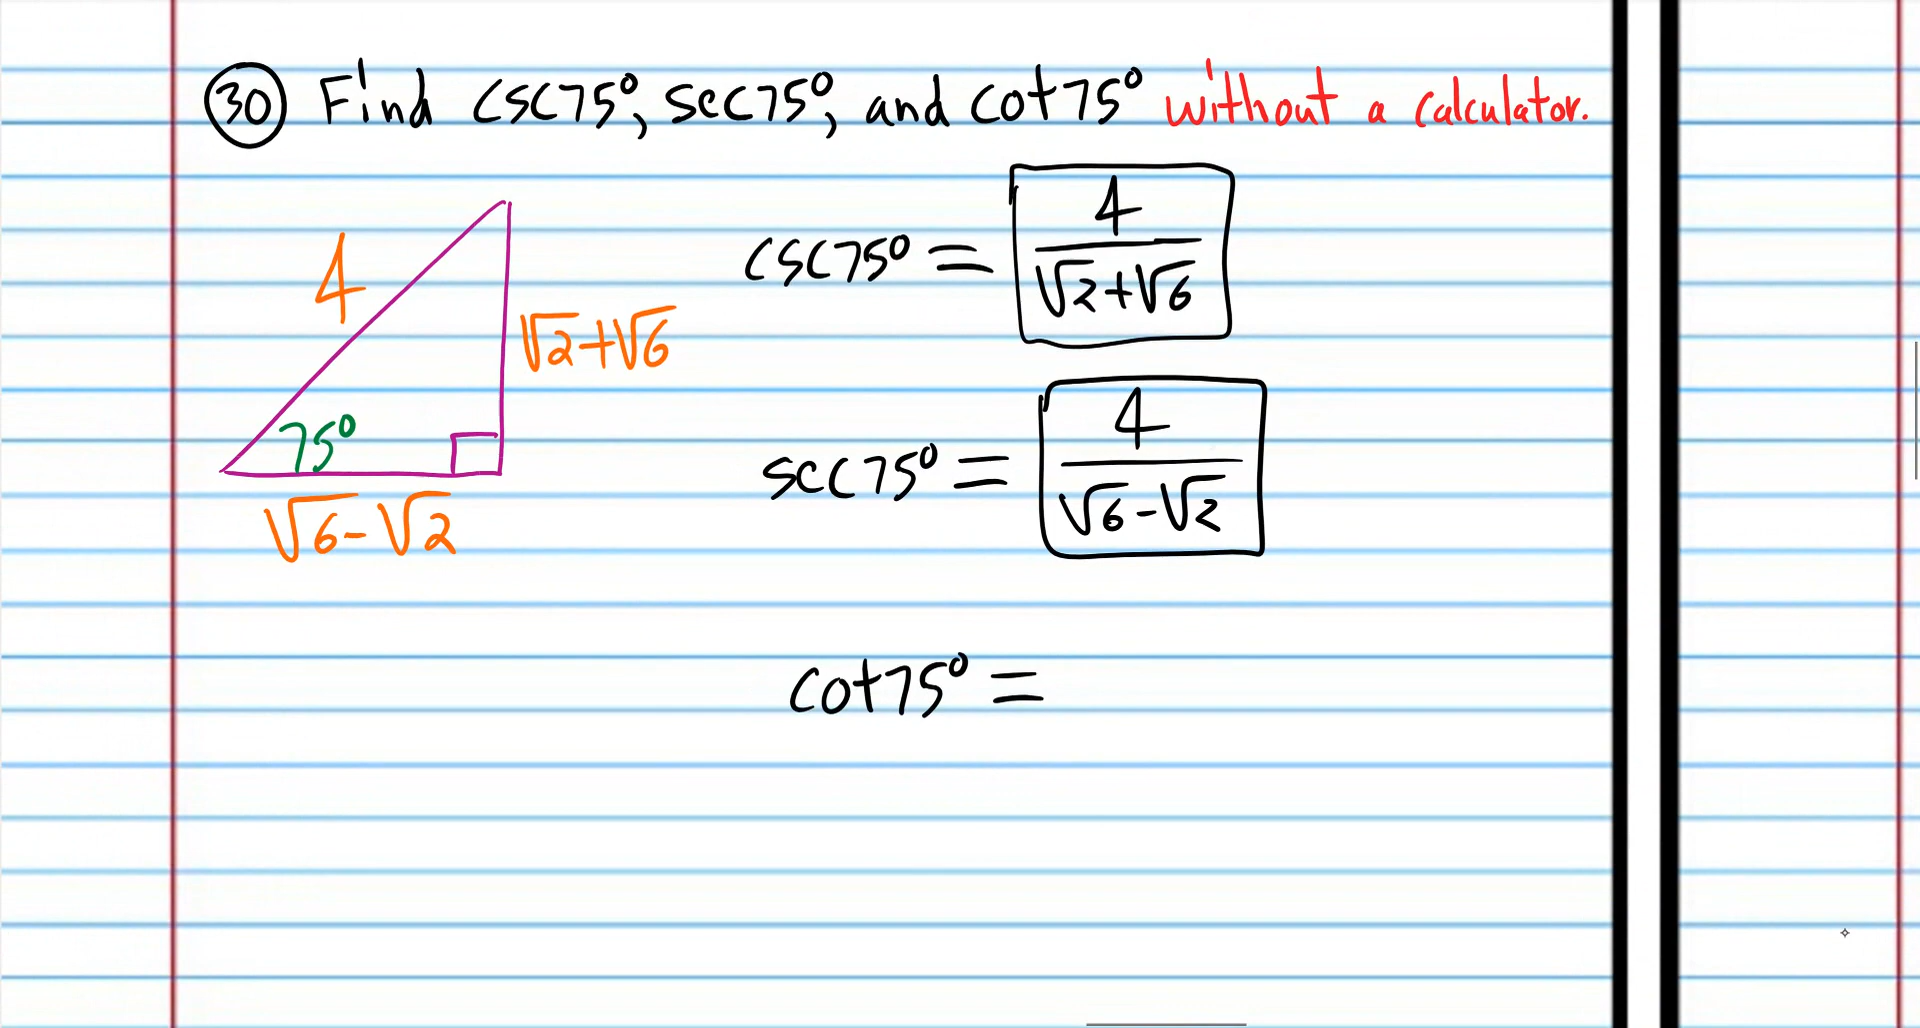 30 Find csc75°, sec75°, and cot75° without a calculator.
4
√2+√6
75°
√6-√2
csc75° = 4/(√2+√6)
sec75° = 4/(√6-√2)
cot75° =